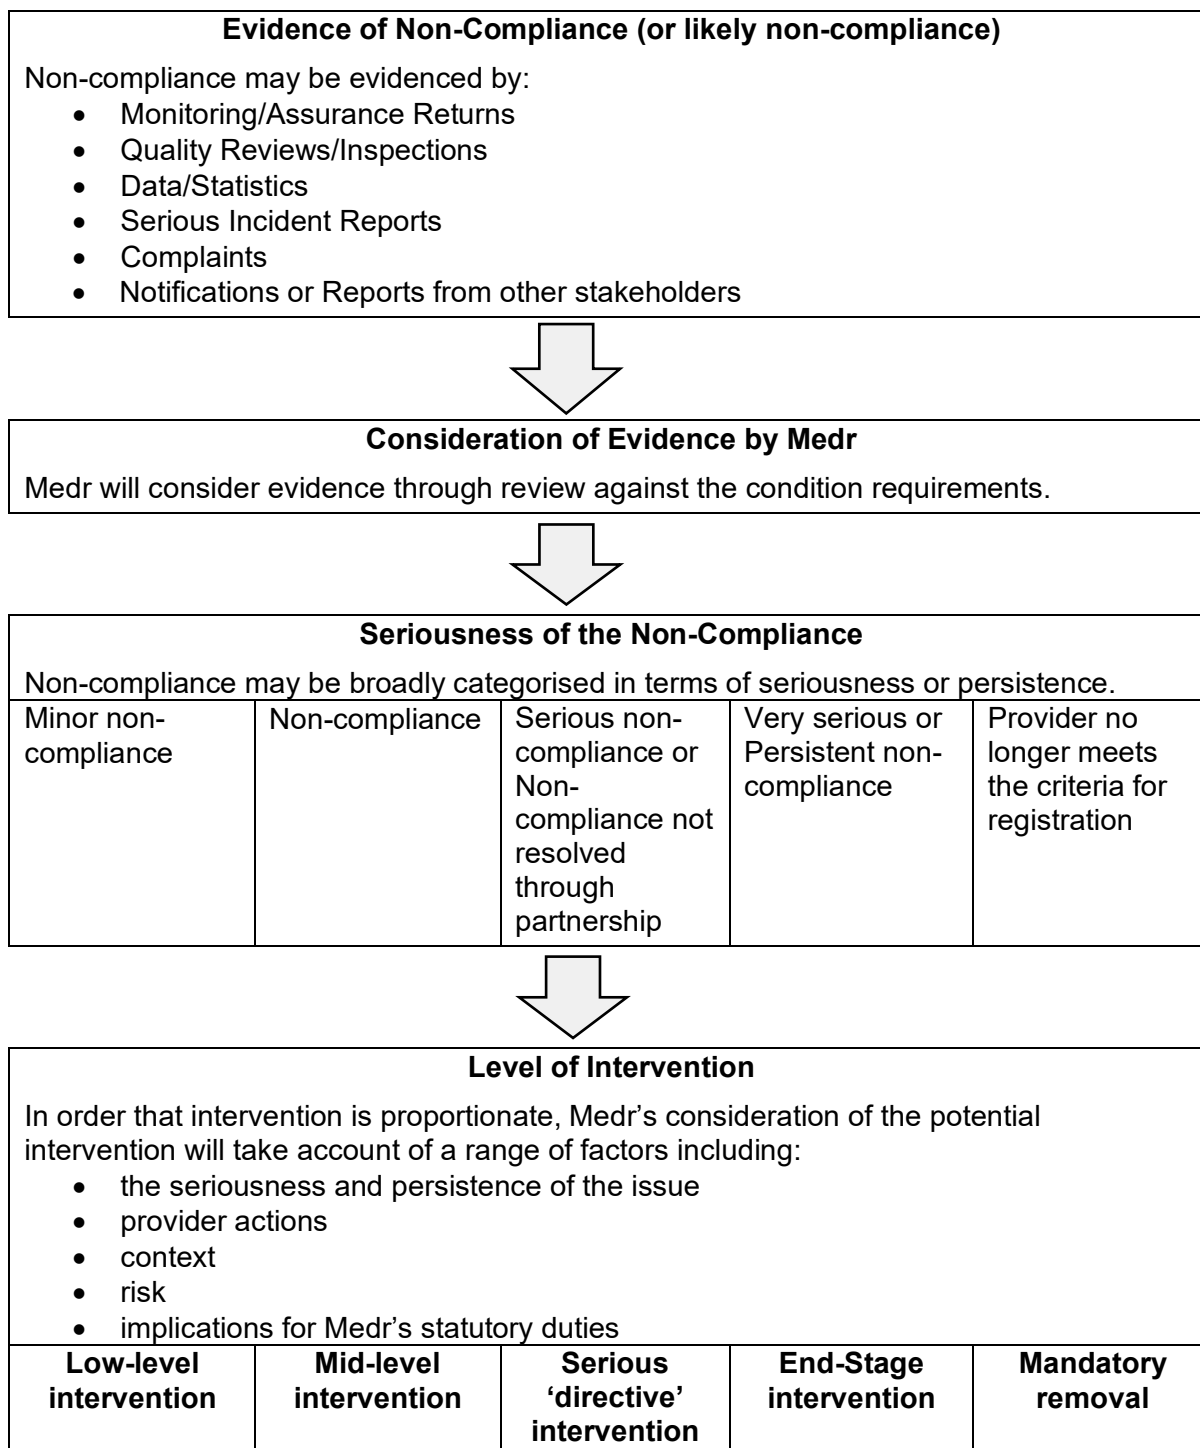 Evidence of Non-Compliance (or likely non-compliance)
Non-compliance may be evidenced by:
• Monitoring/Assurance Returns
• Quality Reviews/Inspections
• Data/Statistics
• Serious Incident Reports
• Complaints
• Notifications or Reports from other stakeholders
Consideration of Evidence by Medr
Medr will consider evidence through review against the condition requirements.
Seriousness of the Non-Compliance
Non-compliance may be broadly categorised in terms of seriousness or persistence.
Minor non-
compliance
Non-compliance
Serious non-
compliance or
Non-
compliance not
resolved
through
partnership
Very serious or
Persistent non-
compliance
Provider no
longer meets
the criteria for
registration
Level of Intervention
In order that intervention is proportionate, Medr’s consideration of the potential
intervention will take account of a range of factors including:
• the seriousness and persistence of the issue
• provider actions
• context
• risk
• implications for Medr’s statutory duties
Low-level
intervention
Mid-level
intervention
Serious
‘directive’
intervention
End-Stage
intervention
Mandatory
removal